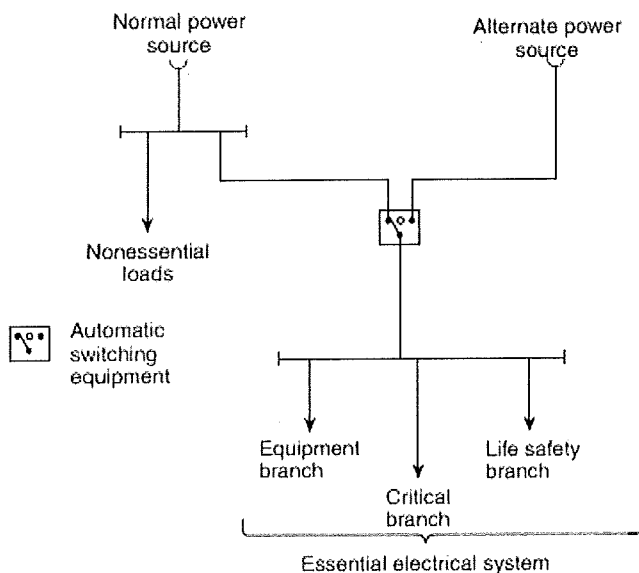 Normal power
source
Alternate power
source
Nonessential
loads
Automatic
switching
equipment
Equipment
branch
Critical
branch
Life safety
branch
Essential electrical system